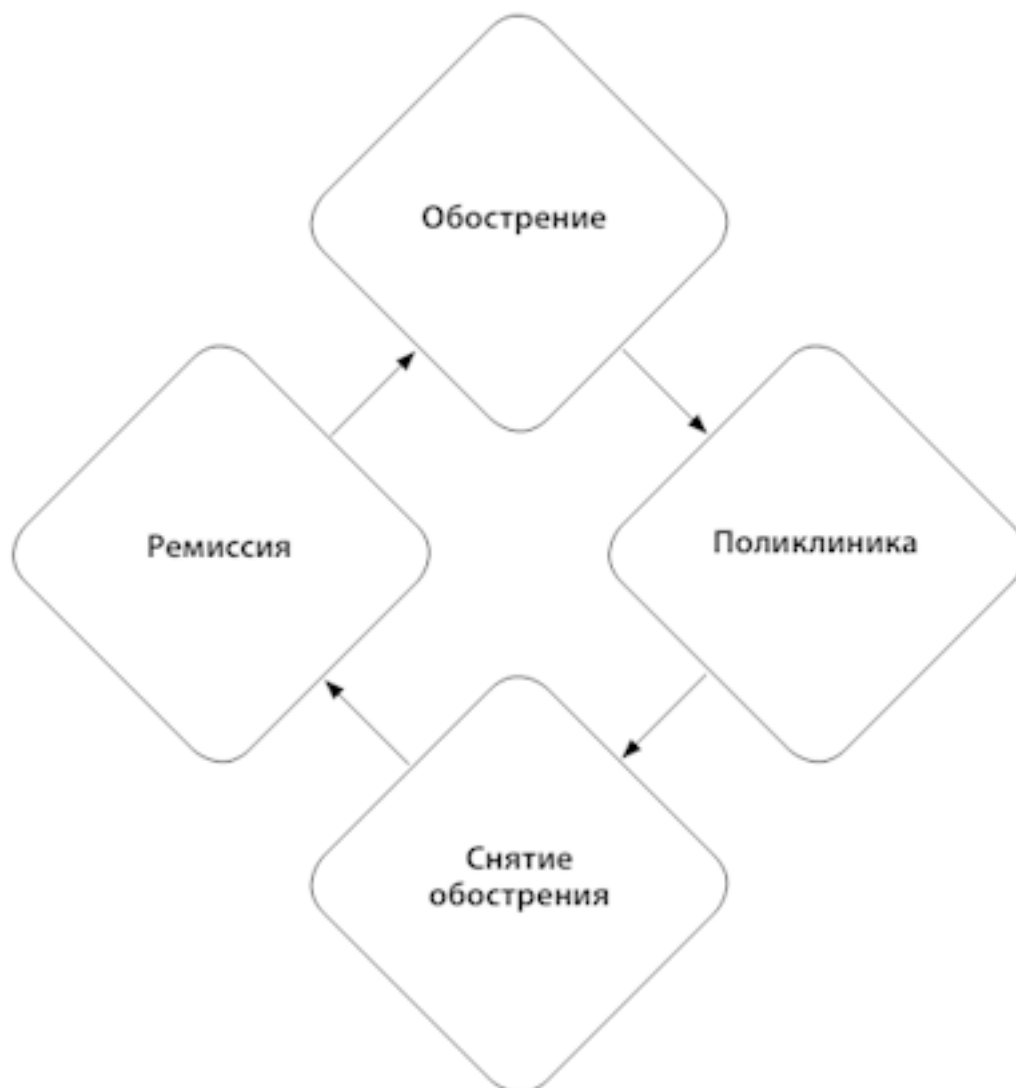 Обострение
Ремиссия
Поликлиника
Снятие
обострения